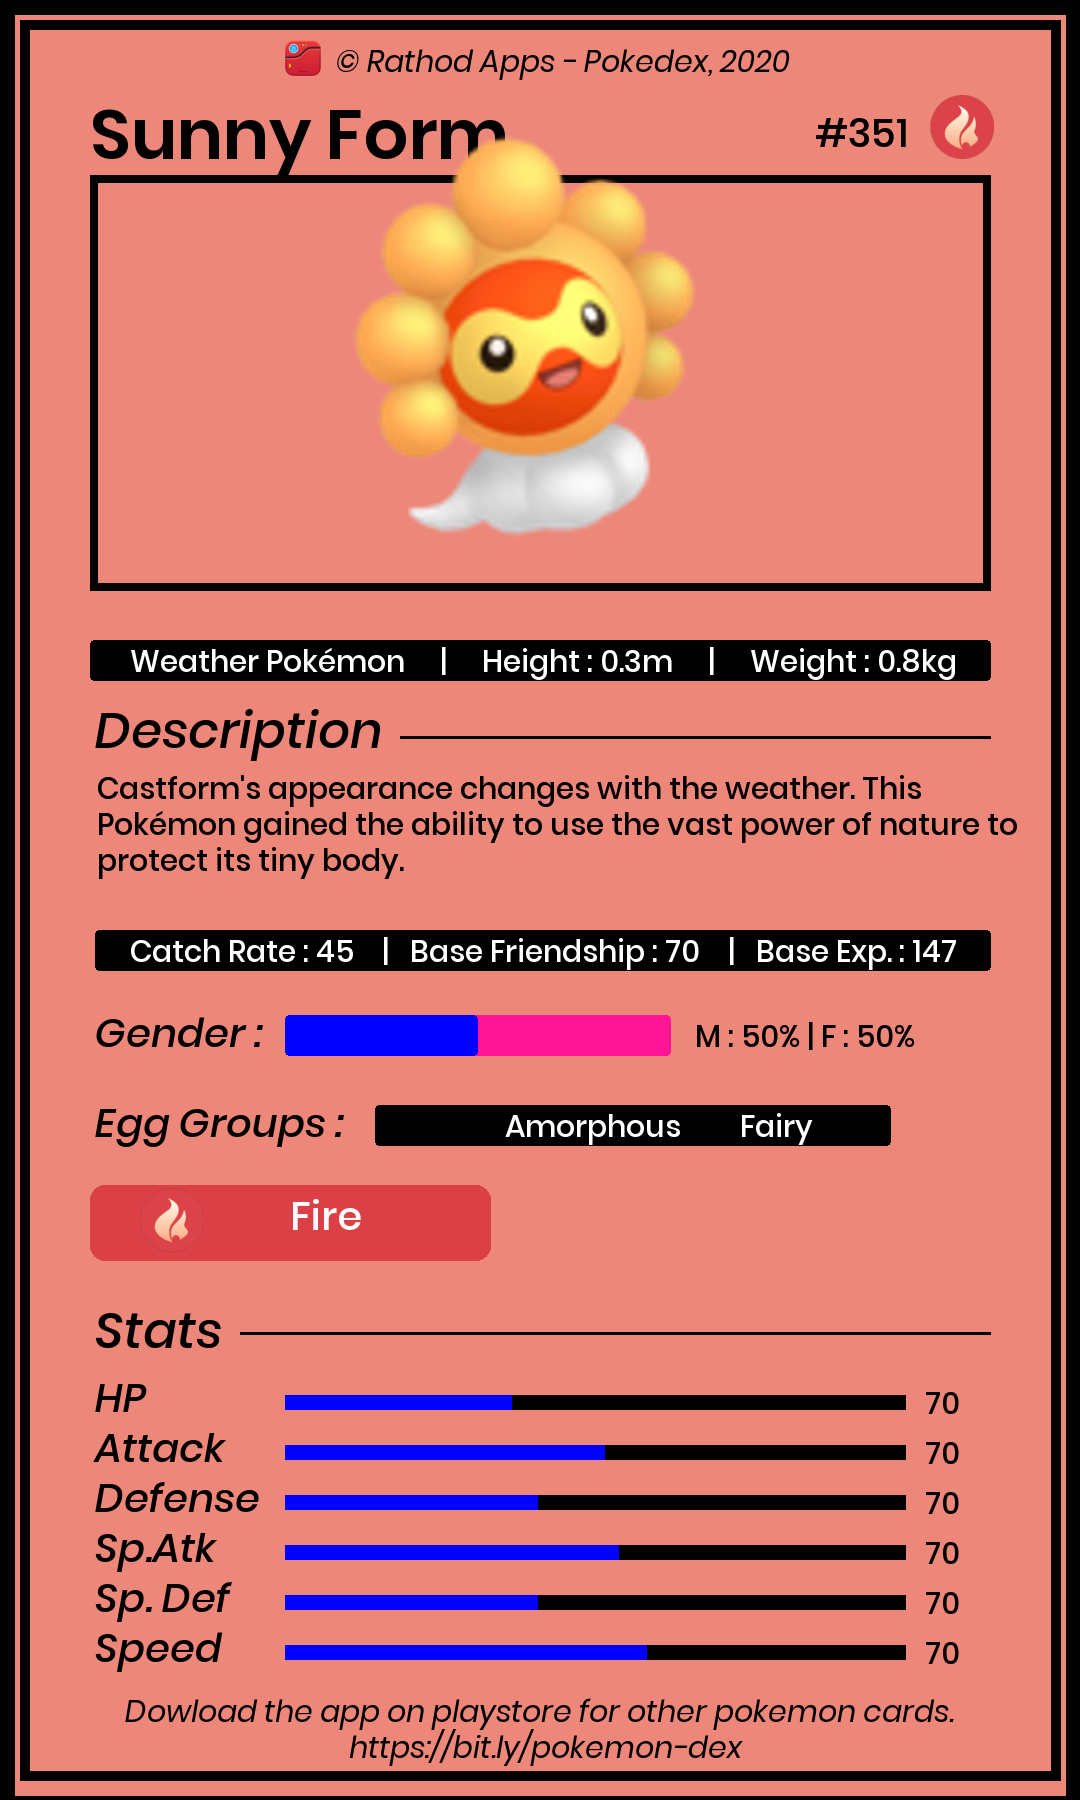 © Rathod Apps - Pokedex, 2020
Sunny Form #351
Weather Pokémon | Height : 0.3m | Weight : 0.8kg
Description
Castform's appearance changes with the weather. This
Pokémon gained the ability to use the vast power of nature to
protect its tiny body.
Catch Rate : 45 | Base Friendship : 70 | Base Exp. : 147
Gender : M : 50% | F : 50%
Egg Groups : Amorphous Fairy
Fire
Stats
HP 70
Attack 70
Defense 70
Sp.Atk 70
Sp. Def 70
Speed 70
Dowload the app on playstore for other pokemon cards.
https://bit.ly/pokemon-dex